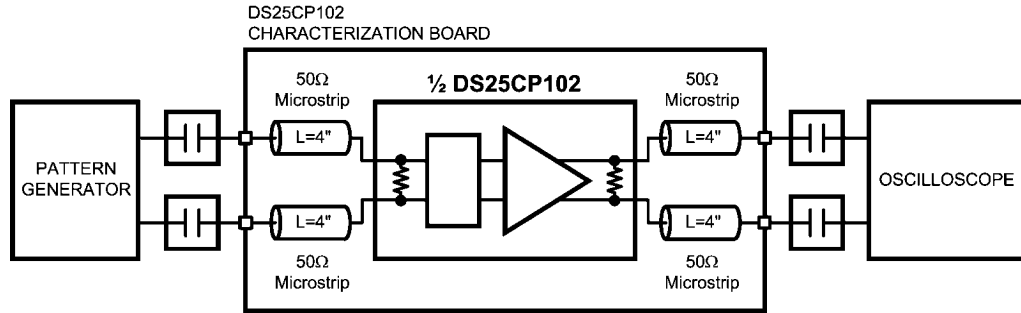 DS25CP102
CHARACTERIZATION BOARD
50Ω
Microstrip
½ DS25CP102
50Ω
Microstrip
L=4"
L=4"
PATTERN
GENERATOR
OSCILLOSCOPE
L=4"
L=4"
50Ω
Microstrip
50Ω
Microstrip